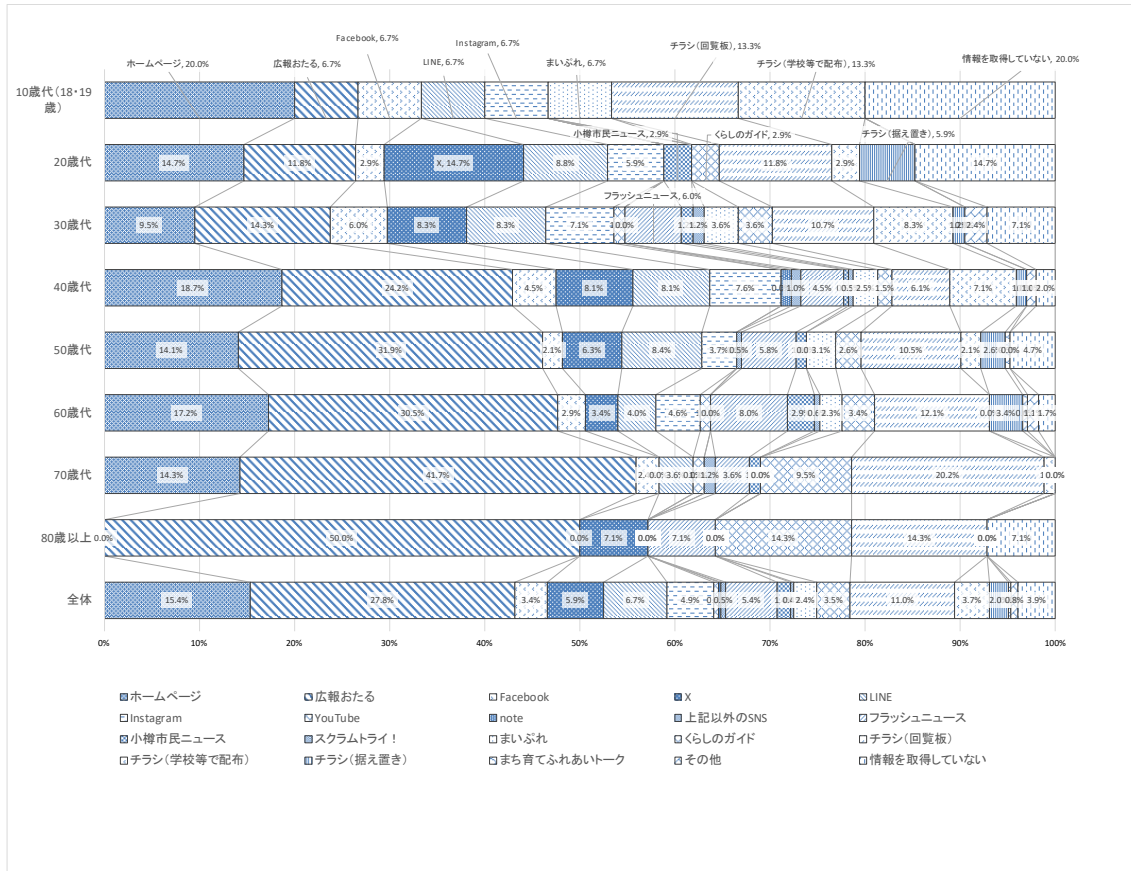 Facebook, 6.7%
Instagram, 6.7%
チラシ（回覧板）, 13.3%
ホームページ, 20.0%
広報おたる, 6.7%
LINE, 6.7%
まいぷれ, 6.7%
チラシ（学校等で配布）, 13.3%
情報を取得していない, 20.0%
10歳代（18・19歳）
小樽市民ニュース, 2.9%
くらしのガイド, 2.9%
チラシ（据え置き）, 5.9%
20歳代
14.7% 11.8% 2.9% X, 14.7% 8.8% 5.9% 11.8% 2.9% 14.7%
フラッシュニュース, 6.0%
30歳代
9.5% 14.3% 6.0% 8.3% 8.3% 7.1% 3.6% 3.6% 10.7% 8.3% 2.4% 7.1%
40歳代
18.7% 24.2% 4.5% 8.1% 8.1% 7.6% 1.0% 4.5% 2.5% 1.5% 6.1% 7.1% 2.0%
50歳代
14.1% 31.9% 2.1% 6.3% 8.4% 3.7% 0.5% 5.8% 3.1% 2.6% 10.5% 2.1% 2.6% 0.0% 4.7%
60歳代
17.2% 30.5% 2.9% 3.4% 4.0% 4.6% 0.0% 8.0% 2.9% 2.3% 3.4% 12.1% 3.4% 1.7%
70歳代
14.3% 41.7% 3.6% 1.2% 3.6% 0.0% 9.5% 20.2% 0.0%
80歳以上
0.0% 50.0% 0.0% 7.1% 0.0% 7.1% 0.0% 14.3% 14.3% 0.0% 7.1%
全体
15.4% 27.8% 3.4% 5.9% 6.7% 4.9% 0.5% 5.4% 2.4% 3.5% 11.0% 3.7% 2.0% 0.8% 3.9%
0% 10% 20% 30% 40% 50% 60% 70% 80% 90% 100%
ホームページ 広報おたる Facebook X LINE
Instagram YouTube note 上記以外のSNS フラッシュニュース
小樽市民ニュース スクラムトライ！ まいぷれ くらしのガイド チラシ（回覧板）
チラシ（学校等で配布） チラシ（据え置き） まち育てふれあいトーク その他 情報を取得していない